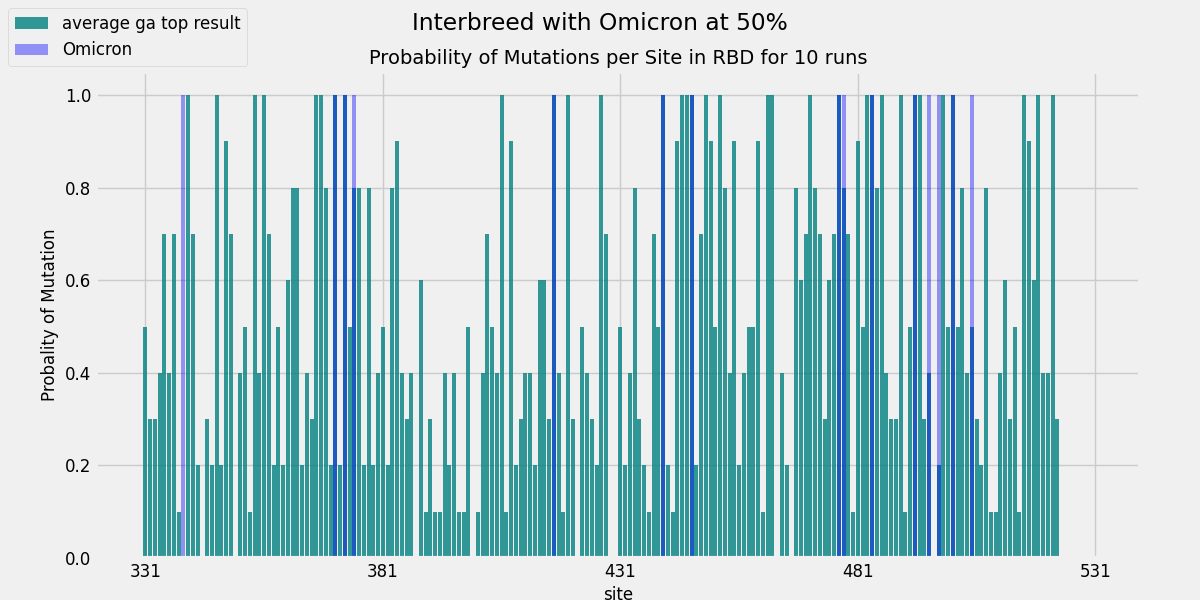 average ga top result
Omicron
Interbreed with Omicron at 50%
Probability of Mutations per Site in RBD for 10 runs
Probality of Mutation
1.0
0.8
0.6
0.4
0.2
0.0
331
381
431
481
531
site